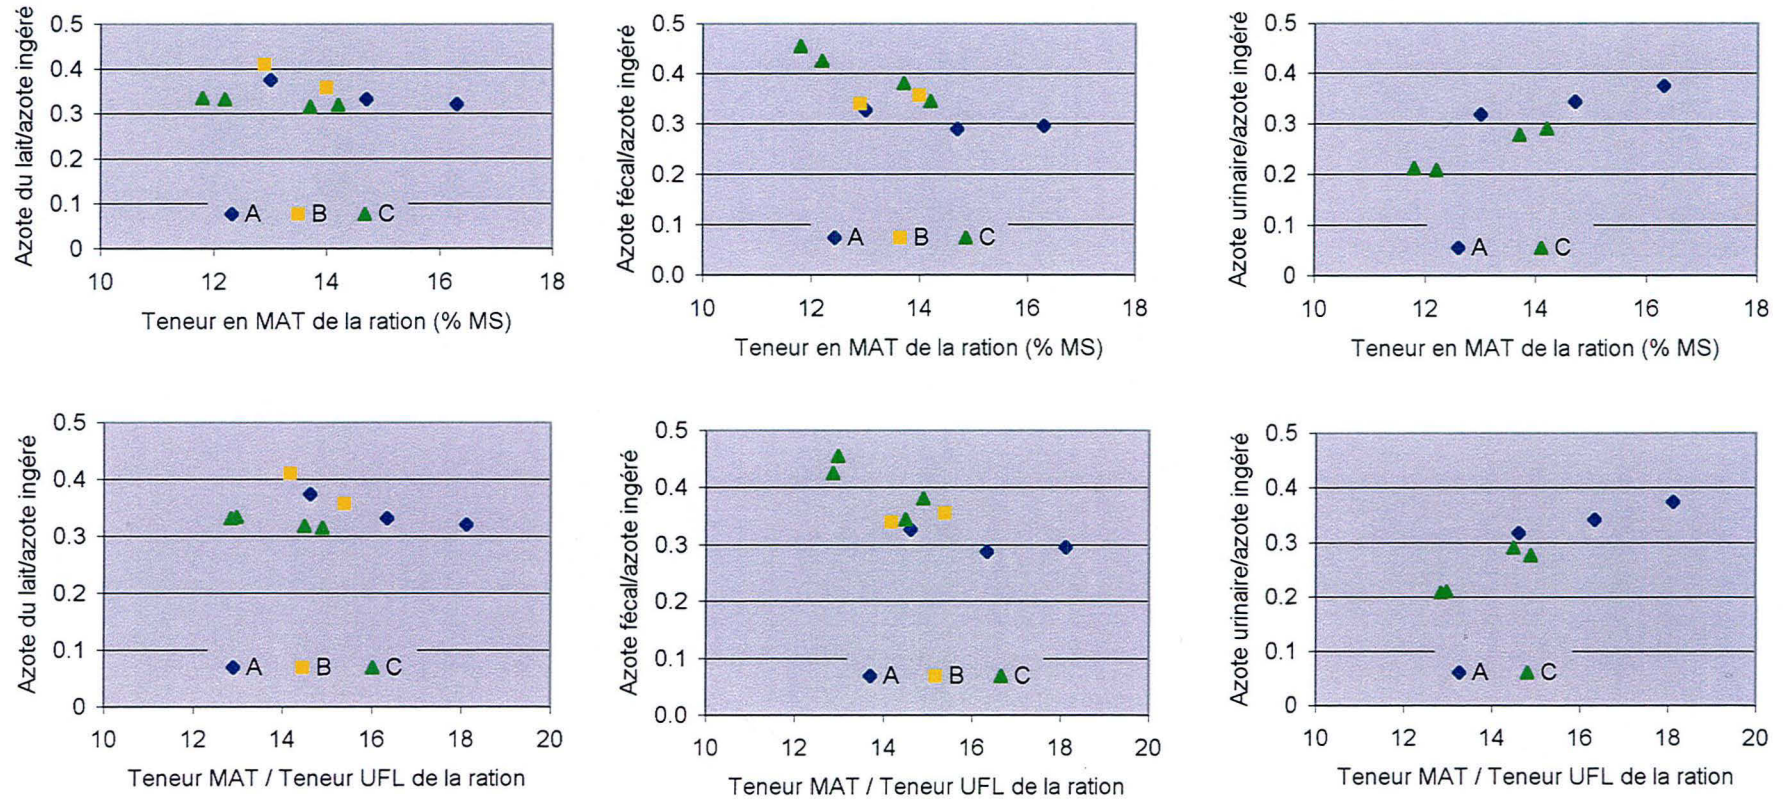 Azote du lait/azote ingéré
0.5
0.4
0.3
0.2
0.1
0
A B C
10 12 14 16 18
Teneur en MAT de la ration (% MS)
Azote fécal/azote ingéré
0.5
0.4
0.3
0.2
0.1
0.0
A B C
10 12 14 16 18
Teneur en MAT de la ration (% MS)
Azote urinaire/azote ingéré
0.5
0.4
0.3
0.2
0.1
0
A C
10 12 14 16 18
Teneur en MAT de la ration (% MS)
Azote du lait/azote ingéré
0.5
0.4
0.3
0.2
0.1
0
A B C
10 12 14 16 18 20
Teneur MAT / Teneur UFL de la ration
Azote fécal/azote ingéré
0.5
0.4
0.3
0.2
0.1
0.0
A B C
10 12 14 16 18 20
Teneur MAT / Teneur UFL de la ration
Azote urinaire/azote ingéré
0.5
0.4
0.3
0.2
0.1
0
A C
10 12 14 16 18 20
Teneur MAT / Teneur UFL de la ration